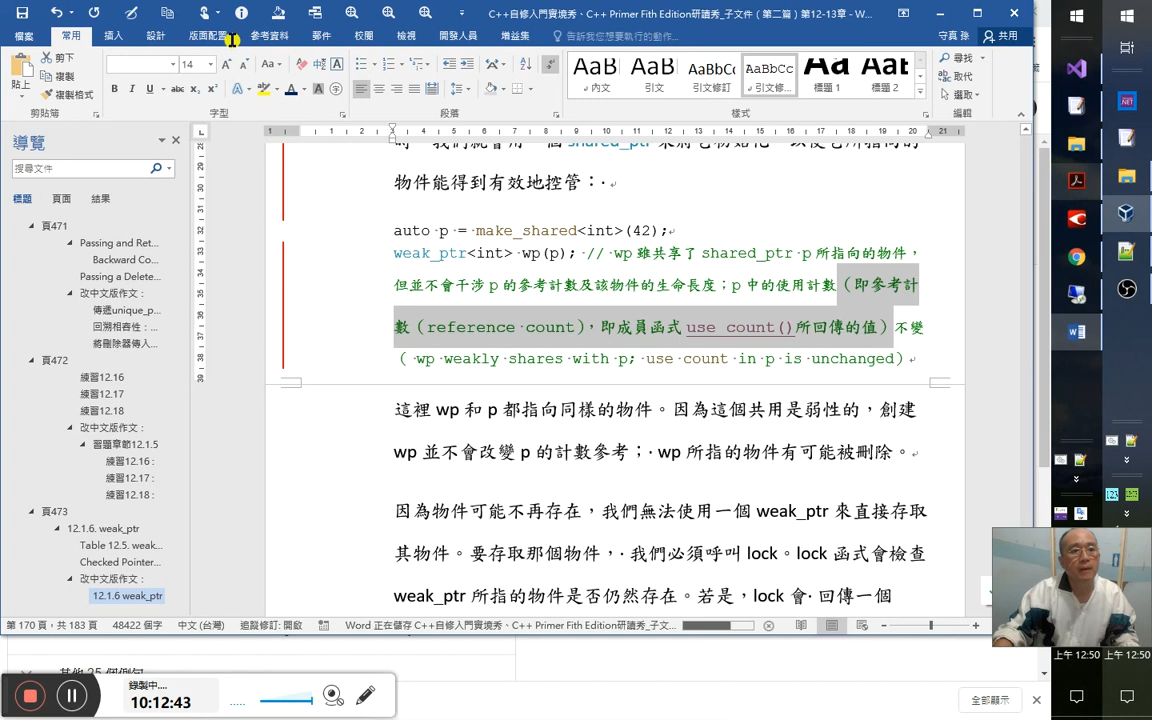 C++自修入門實境秀、C++ Primer Fith Edition研讀秀_子文件（第二篇）第12-13章 - W...
檔案 常用 插入 設計 版面配置 參考資料 郵件 校閱 檢視 開發人員 增益集 告訴我您想要執行的動作... 守真 孫 共用
貼上 剪下 複製 複製格式
14
AaBbC AaBbC AaBbCc AaBbCc
內文 引文 引文修訂 引文修... 標題 1 標題 2
尋找 取代 選取
剪貼簿 字型 段落 樣式 編輯
導覽
搜尋文件
標題 頁面 結果
頁471
Passing and Ret...
Backward Co...
Passing a Delete...
改中文版作文：
傳遞unique_p...
回溯相容性：...
將刪除器傳入...
頁472
練習12.16
練習12.17
練習12.18
改中文版作文：
習題章節12.1.5
練習12.16：
練習12.17：
練習12.18：
頁473
12.1.6. weak_ptr
Table 12.5. weak...
Checked Pointer...
改中文版作文：
12.1.6 weak_ptr
物件能得到有效地控管：
auto p = make_shared<int>(42);
weak_ptr<int> wp(p); // wp雖共享了 shared_ptr p 所指向的物件，
但並不會干涉 p 的參考計數及該物件的生命長度；p 中的使用計數（即參考計
數（reference count），即成員函式 use_count()所回傳的值）不變
（ wp weakly shares with p; use count in p is unchanged）
這裡 wp 和 p 都指向同樣的物件。因為這個共用是弱性的，創建
wp 並不會改變 p 的計數參考； wp 所指的物件有可能被刪除。
因為物件可能不再存在，我們無法使用一個 weak_ptr 來直接存取
其物件。要存取那個物件， 我們必須呼叫 lock。lock 函式會檢查
weak_ptr 所指的物件是否仍然存在。若是，lock 會 回傳一個
第 170 頁，共 183 頁 48422 個字 中文 (台灣) 追蹤修訂: 開啟 Word 正在儲存 C++自修入門實境秀、C++ Primer Fith Edition研讀秀_子文...
其他 25 個例句
錄製中....
10:12:43
全部顯示
上午 12:50 上午 12:50